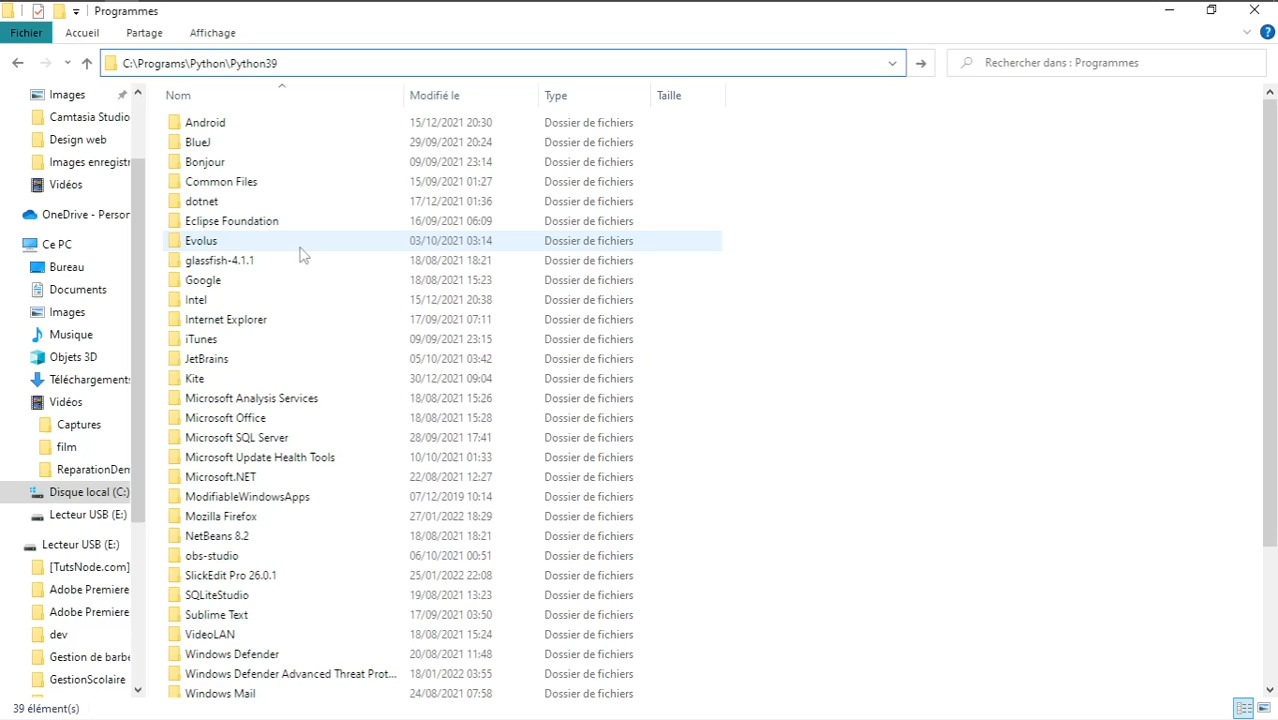 Programmes
Fichier Accueil Partage Affichage
C:\Programs\Python\Python39 Rechercher dans : Programmes
Images
Camtasia Studio
Design web
Images enregistr
Vidéos
OneDrive - Person
Ce PC
Bureau
Documents
Images
Musique
Objets 3D
Téléchargements
Vidéos
Captures
film
ReparationDem
Disque local (C:)
Lecteur USB (E:)
Lecteur USB (E:)
[TutsNode.com]
Adobe Premiere
Adobe Premiere
dev
Gestion de barbe
GestionScolaire
Nom Modifié le Type Taille
Android 15/12/2021 20:30 Dossier de fichiers
BlueJ 29/09/2021 20:24 Dossier de fichiers
Bonjour 09/09/2021 23:14 Dossier de fichiers
Common Files 15/09/2021 01:27 Dossier de fichiers
dotnet 17/12/2021 01:36 Dossier de fichiers
Eclipse Foundation 16/09/2021 06:09 Dossier de fichiers
Evolus 03/10/2021 03:14 Dossier de fichiers
glassfish-4.1.1 18/08/2021 18:21 Dossier de fichiers
Google 18/08/2021 15:23 Dossier de fichiers
Intel 15/12/2021 20:38 Dossier de fichiers
Internet Explorer 17/09/2021 07:11 Dossier de fichiers
iTunes 09/09/2021 23:15 Dossier de fichiers
JetBrains 05/10/2021 03:42 Dossier de fichiers
Kite 30/12/2021 09:04 Dossier de fichiers
Microsoft Analysis Services 18/08/2021 15:26 Dossier de fichiers
Microsoft Office 18/08/2021 15:28 Dossier de fichiers
Microsoft SQL Server 28/09/2021 17:41 Dossier de fichiers
Microsoft Update Health Tools 10/10/2021 01:33 Dossier de fichiers
Microsoft.NET 22/08/2021 12:27 Dossier de fichiers
ModifiableWindowsApps 07/12/2019 10:14 Dossier de fichiers
Mozilla Firefox 27/01/2022 18:29 Dossier de fichiers
NetBeans 8.2 18/08/2021 18:21 Dossier de fichiers
obs-studio 06/10/2021 00:51 Dossier de fichiers
SlickEdit Pro 26.0.1 25/01/2022 22:08 Dossier de fichiers
SQLiteStudio 19/08/2021 13:23 Dossier de fichiers
Sublime Text 17/09/2021 03:50 Dossier de fichiers
VideoLAN 18/08/2021 15:24 Dossier de fichiers
Windows Defender 20/08/2021 11:48 Dossier de fichiers
Windows Defender Advanced Threat Prot... 18/01/2022 03:55 Dossier de fichiers
Windows Mail 24/08/2021 07:58 Dossier de fichiers
39 élément(s)